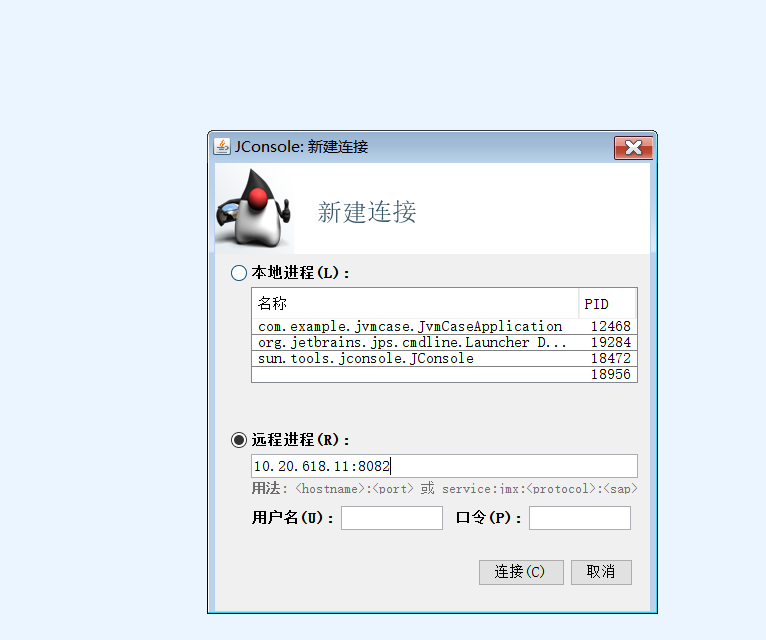 JConsole: 新建连接
新建连接
本地进程(L):
名称 PID
com.example.jvmcase.JvmCaseApplication 12468
org.jetbrains.jps.cmdline.Launcher D... 19284
sun.tools.jconsole.JConsole 18472
18956
远程进程(R):
10.20.618.11:8082
用法: <hostname>:<port> 或 service:jmx:<protocol>:<sap>
用户名(U): 口令(P):
连接(C) 取消